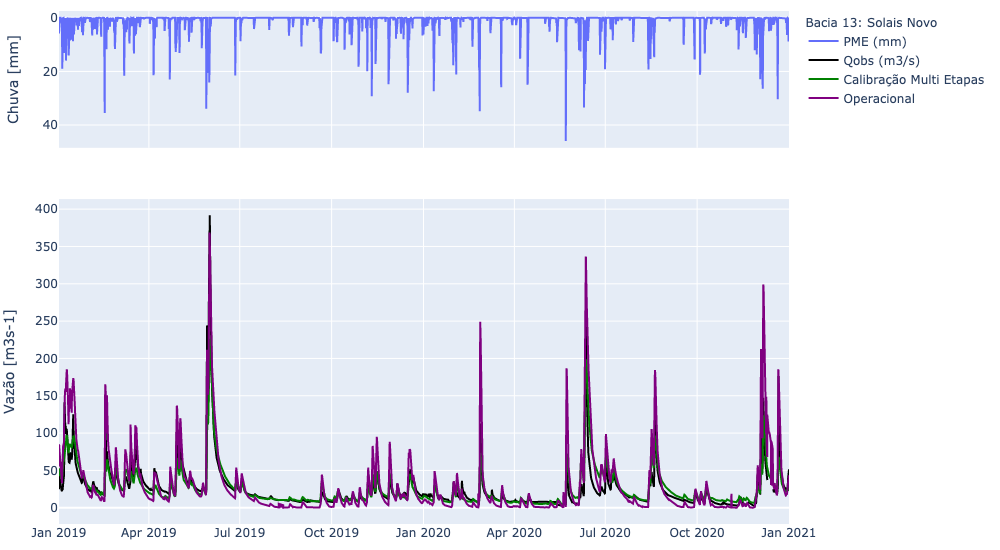 Bacia 13: Solais Novo
PME (mm)
Qobs (m3/s)
Calibração Multi Etapas
Operacional
Chuva [mm]
0
20
40
Vazão [m3s-1]
400
350
300
250
200
150
100
50
0
Jan 2019
Apr 2019
Jul 2019
Oct 2019
Jan 2020
Apr 2020
Jul 2020
Oct 2020
Jan 2021